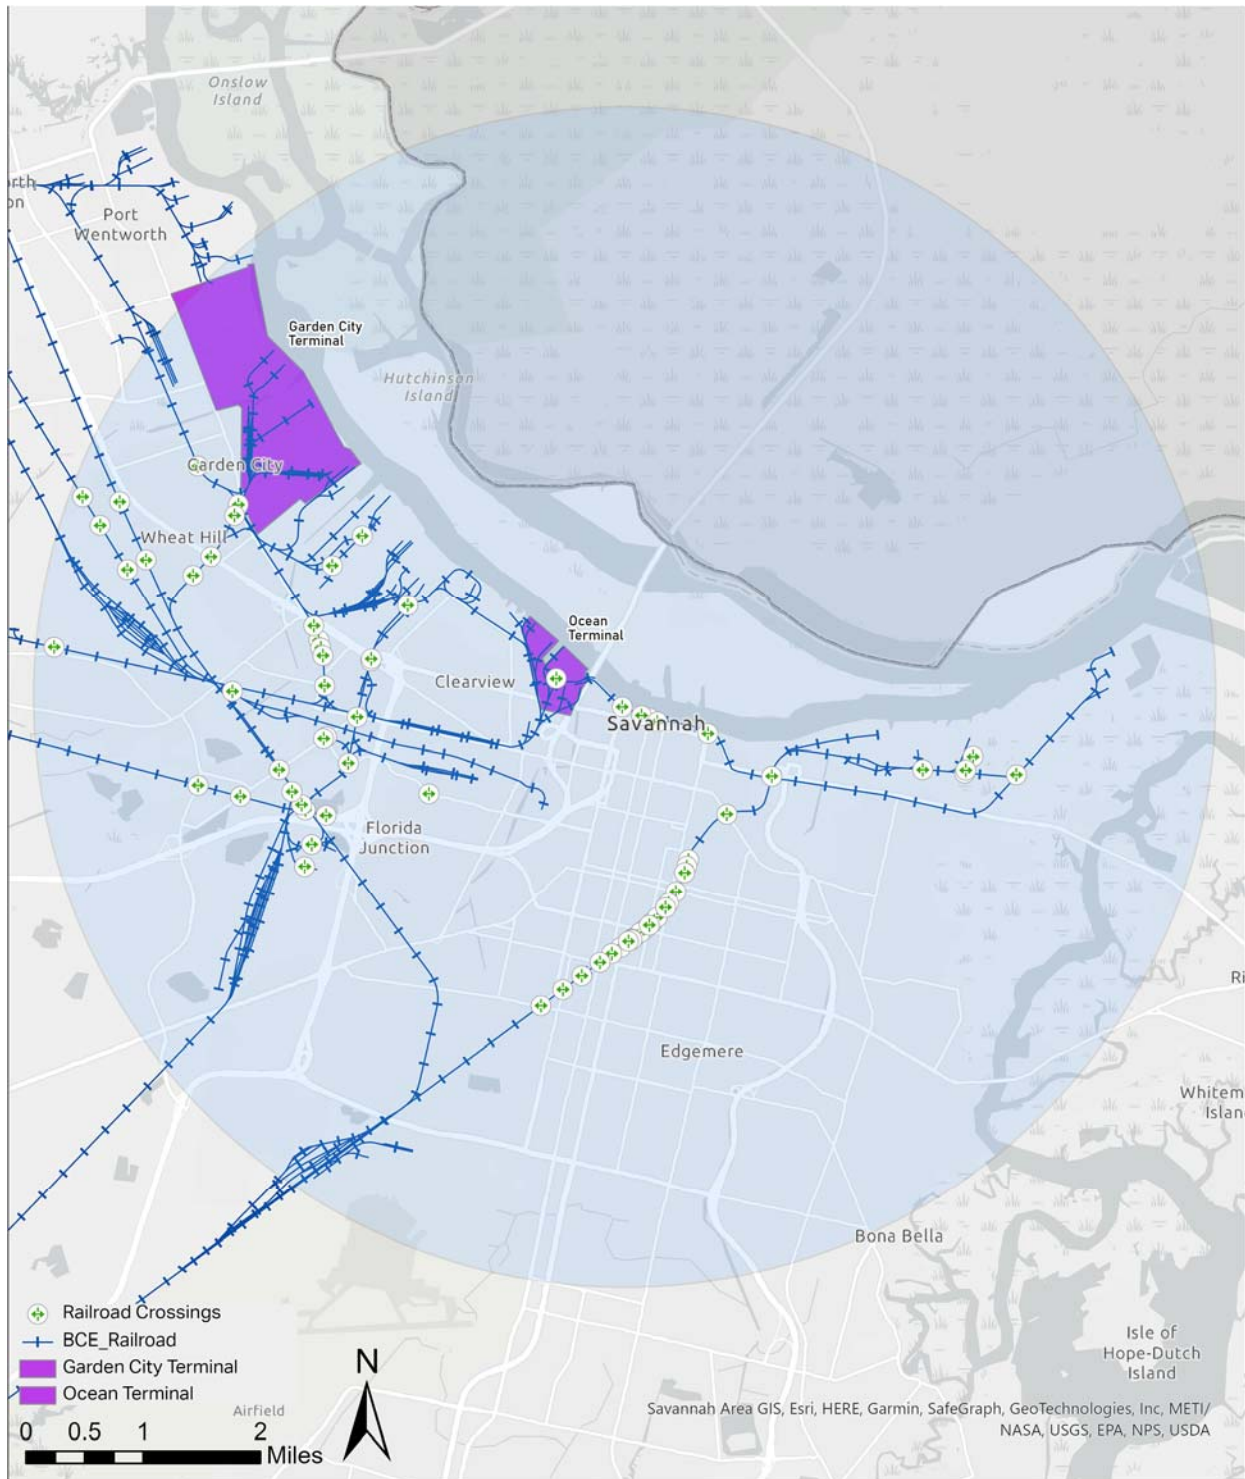 Onslow
Island
orth
on
Port
Wentworth
Garden City
Terminal
Hutchinson
Island
Garden City
Wheat Hill
Ocean
Terminal
Clearview
Savannah
Florida
Junction
Ri
Edgemere
Whitem
Islan
Bona Bella
Railroad Crossings
BCE_Railroad
Garden City Terminal
Ocean Terminal
N
Isle of
Hope-Dutch
Island
Airfield
0 0.5 1 2
Miles
Savannah Area GIS, Esri, HERE, Garmin, SafeGraph, GeoTechnologies, Inc, METI/
NASA, USGS, EPA, NPS, USDA